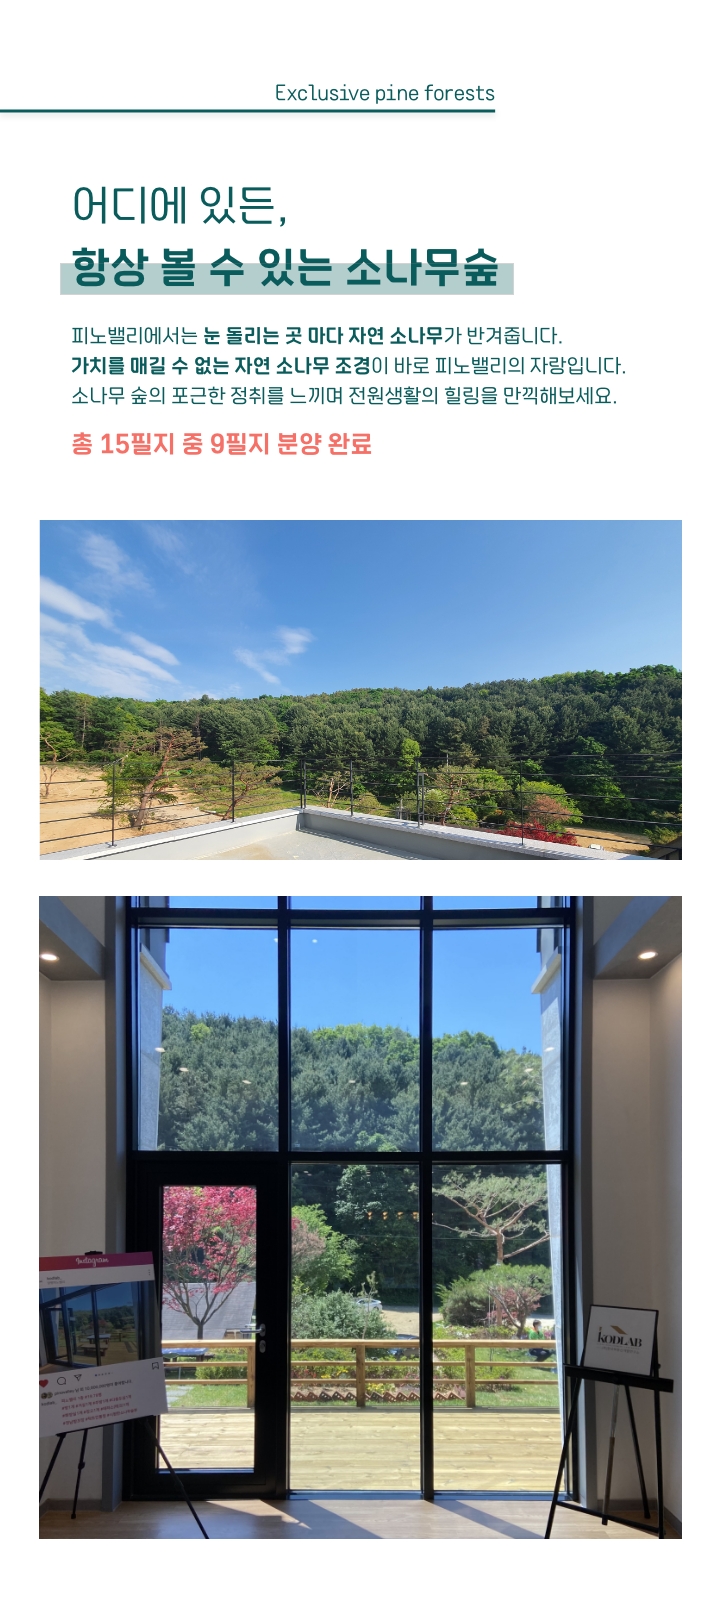 Exclusive pine forests
어디에 있든,
항상 볼 수 있는 소나무숲
피노밸리에서는 눈 돌리는 곳 마다 자연 소나무가 반겨줍니다.
가치를 매길 수 없는 자연 소나무 조경이 바로 피노밸리의 자랑입니다.
소나무 숲의 포근한 정취를 느끼며 전원생활의 힐링을 만끽해보세요.
총 15필지 중 9필지 분양 완료
Instagram
KODLAB